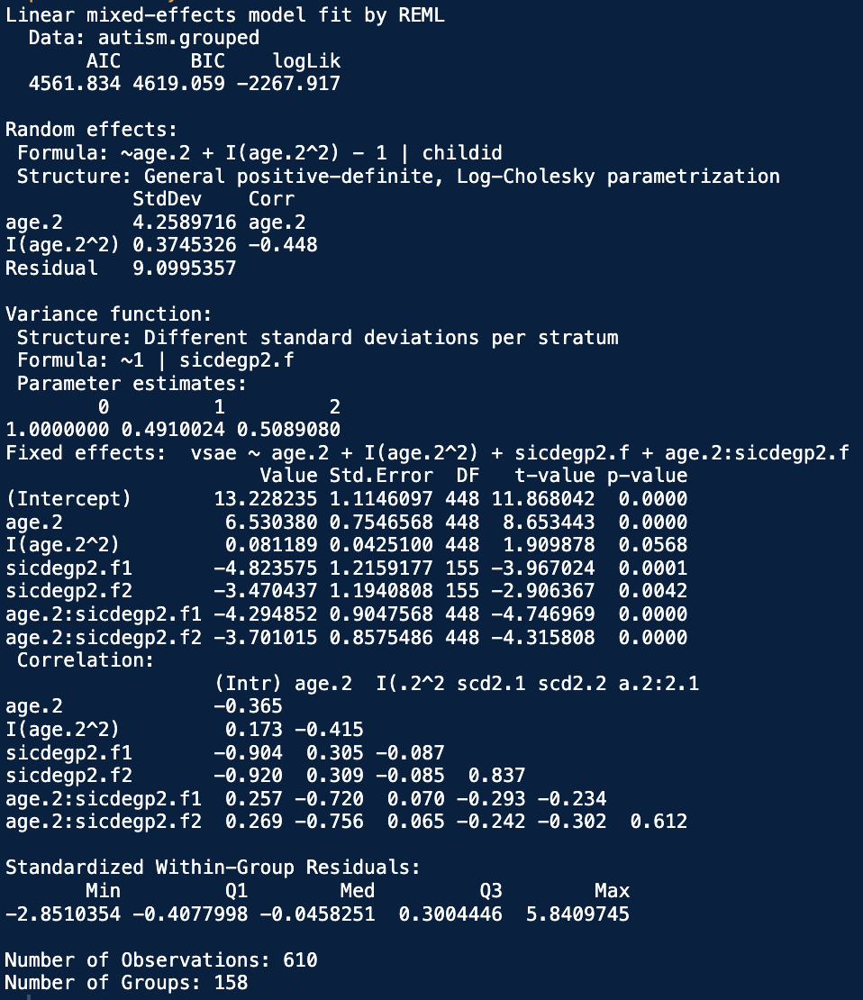 Linear mixed-effects model fit by REML
  Data: autism.grouped
       AIC      BIC    logLik
  4561.834 4619.059 -2267.917

Random effects:
 Formula: ~age.2 + I(age.2^2) - 1 | childid
 Structure: General positive-definite, Log-Cholesky parametrization
           StdDev    Corr
age.2      4.2589716 age.2
I(age.2^2) 0.3745326 -0.448
Residual   9.0995357

Variance function:
 Structure: Different standard deviations per stratum
 Formula: ~1 | sicdegp2.f
 Parameter estimates:
        0         1         2
1.0000000 0.4910024 0.5089080
Fixed effects:  vsae ~ age.2 + I(age.2^2) + sicdegp2.f + age.2:sicdegp2.f
                      Value Std.Error  DF   t-value p-value
(Intercept)       13.228235 1.1146097 448 11.868042  0.0000
age.2              6.530380 0.7546568 448  8.653443  0.0000
I(age.2^2)         0.081189 0.0425100 448  1.909878  0.0568
sicdegp2.f1       -4.823575 1.2159177 155 -3.967024  0.0001
sicdegp2.f2       -3.470437 1.1940808 155 -2.906367  0.0042
age.2:sicdegp2.f1 -4.294852 0.9047568 448 -4.746969  0.0000
age.2:sicdegp2.f2 -3.701015 0.8575486 448 -4.315808  0.0000
 Correlation:
                  (Intr) age.2  I(.2^2 scd2.1 scd2.2 a.2:2.1
age.2             -0.365
I(age.2^2)         0.173 -0.415
sicdegp2.f1       -0.904  0.305 -0.087
sicdegp2.f2       -0.920  0.309 -0.085  0.837
age.2:sicdegp2.f1  0.257 -0.720  0.070 -0.293 -0.234
age.2:sicdegp2.f2  0.269 -0.756  0.065 -0.242 -0.302  0.612

Standardized Within-Group Residuals:
       Min         Q1        Med         Q3        Max
-2.8510354 -0.4077998 -0.0458251  0.3004446  5.8409745

Number of Observations: 610
Number of Groups: 158